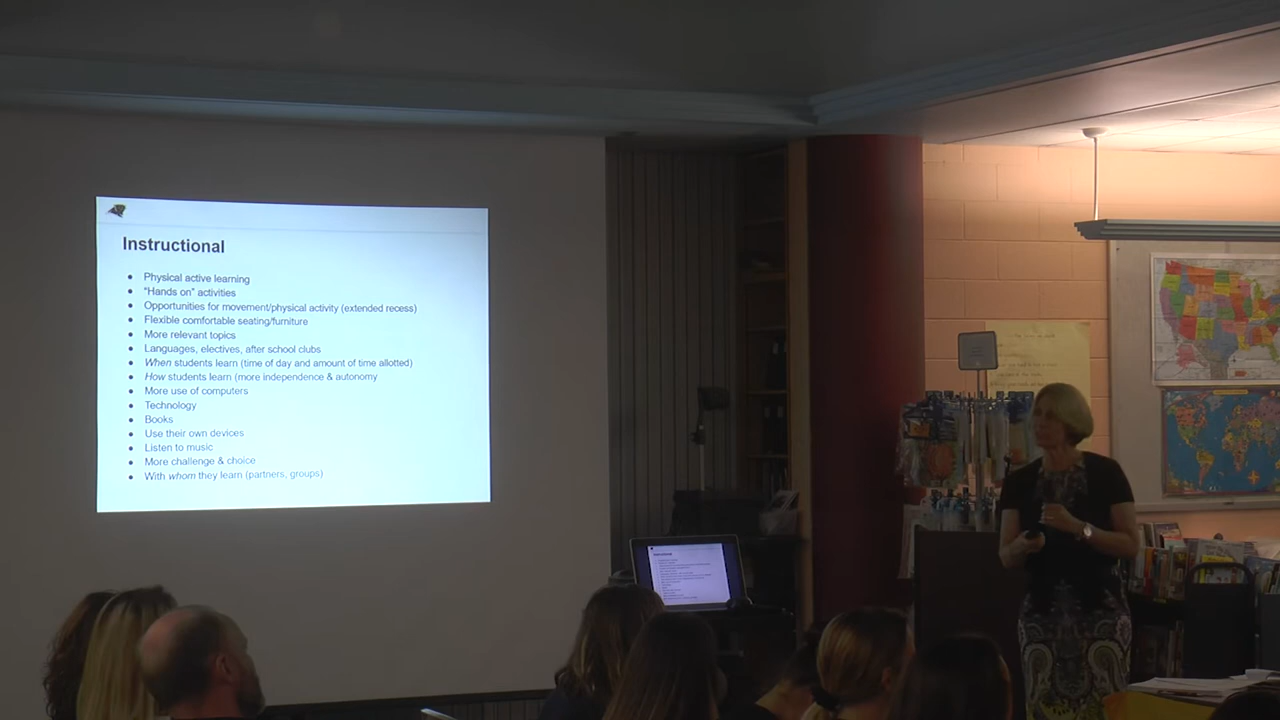 Instructional
Physical active learning
"Hands on" activities
Opportunities for movement/physical activity (extended recess)
Flexible comfortable seating/furniture
More relevant topics
Languages, electives, after school clubs
When students learn (time of day and amount of time allotted)
How students learn (more independence & autonomy
More use of computers
Technology
Books
Use their own devices
Listen to music
More challenge & choice
With whom they learn (partners, groups)
Instructional